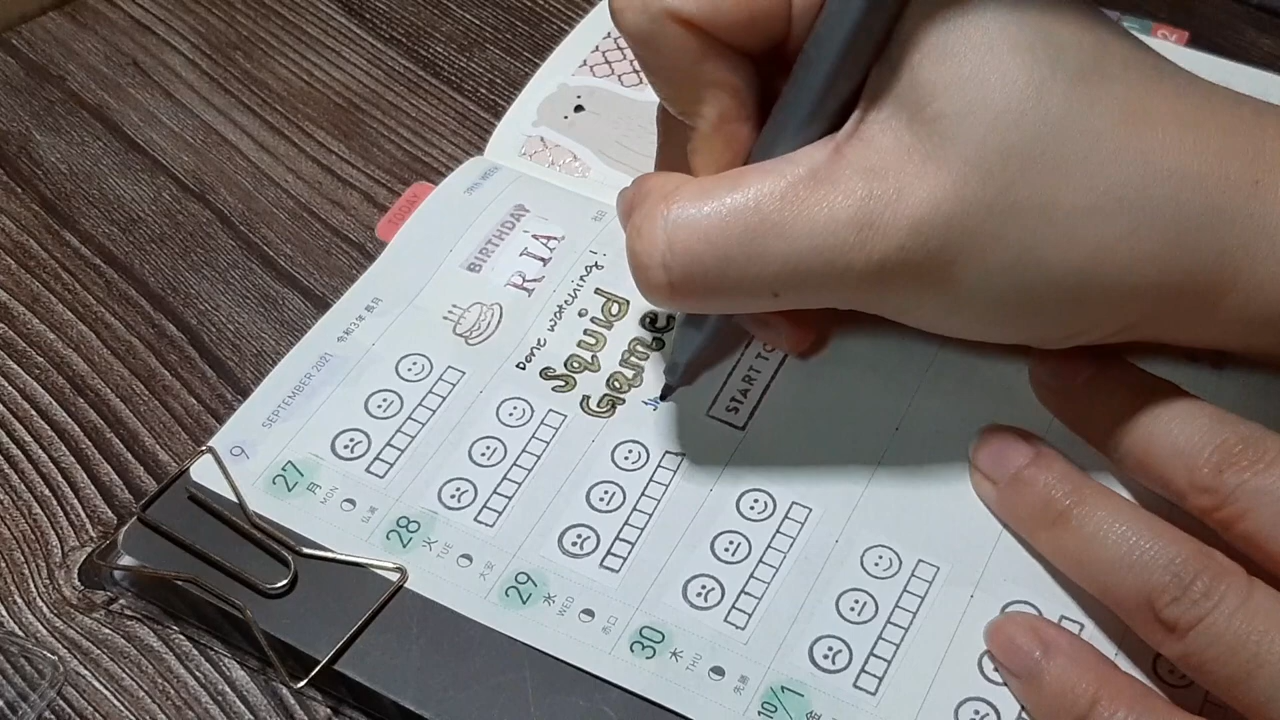 TODAY
39th WEEK
9
SEPTEMBER 2021
令和3年 長月
27
月
MON
仏滅
BIRTHDAY
RIA
28
火
TUE
大安
Done watching!
Squid
Game
29
水
WED
赤口
30
木
THU
先勝
START TO
10/1
金
2